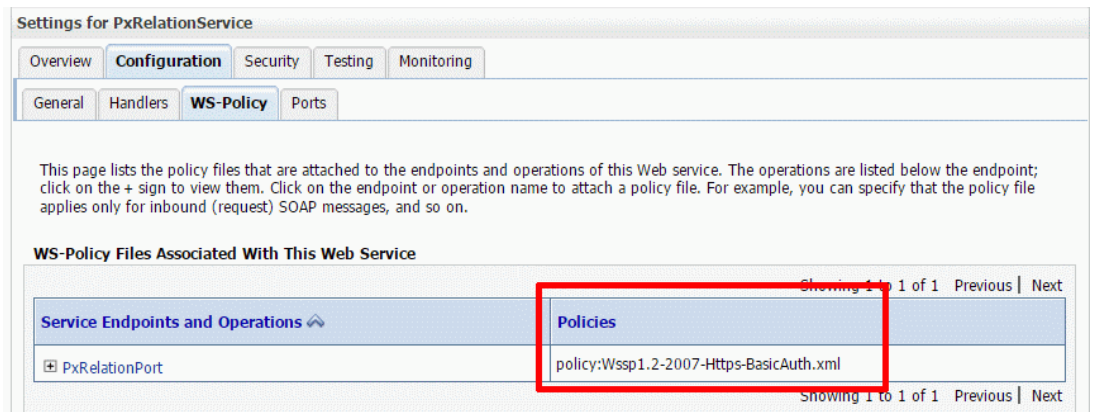 Settings for PxRelationService
Overview Configuration Security Testing Monitoring
General Handlers WS-Policy Ports
This page lists the policy files that are attached to the endpoints and operations of this Web service. The operations are listed below the endpoint;
click on the + sign to view them. Click on the endpoint or operation name to attach a policy file. For example, you can specify that the policy file
applies only for inbound (request) SOAP messages, and so on.
WS-Policy Files Associated With This Web Service
Showing 1 to 1 of 1 Previous | Next
Service Endpoints and Operations Policies
PxRelationPort policy:Wssp1.2-2007-Https-BasicAuth.xml
Showing 1 to 1 of 1 Previous | Next